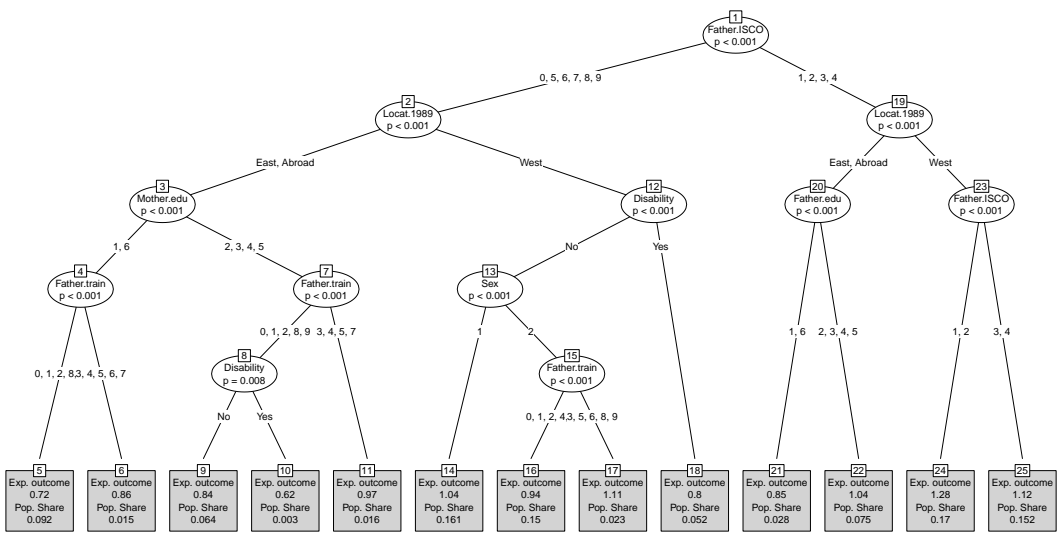 1
Father.ISCO
p < 0.001
0, 5, 6, 7, 8, 9
1, 2, 3, 4
2
Locat.1989
p < 0.001
19
Locat.1989
p < 0.001
East, Abroad
West
East, Abroad
West
3
Mother.edu
p < 0.001
12
Disability
p < 0.001
20
Father.edu
p < 0.001
23
Father.ISCO
p < 0.001
1, 6
2, 3, 4, 5
No
Yes
4
Father.train
p < 0.001
7
Father.train
p < 0.001
13
Sex
p < 0.001
0, 1, 2, 8, 9
3, 4, 5, 7
1
2
1, 6
2, 3, 4, 5
1, 2
3, 4
8
Disability
p = 0.008
15
Father.train
p < 0.001
0, 1, 2, 8
3, 4, 5, 6, 7
No
Yes
0, 1, 2, 4
3, 5, 6, 8, 9
5
Exp. outcome
0.72
Pop. Share
0.092
6
Exp. outcome
0.86
Pop. Share
0.015
9
Exp. outcome
0.84
Pop. Share
0.064
10
Exp. outcome
0.62
Pop. Share
0.003
11
Exp. outcome
0.97
Pop. Share
0.016
14
Exp. outcome
1.04
Pop. Share
0.161
16
Exp. outcome
0.94
Pop. Share
0.15
17
Exp. outcome
1.11
Pop. Share
0.023
18
Exp. outcome
0.8
Pop. Share
0.052
21
Exp. outcome
0.85
Pop. Share
0.028
22
Exp. outcome
1.04
Pop. Share
0.075
24
Exp. outcome
1.28
Pop. Share
0.17
25
Exp. outcome
1.12
Pop. Share
0.152